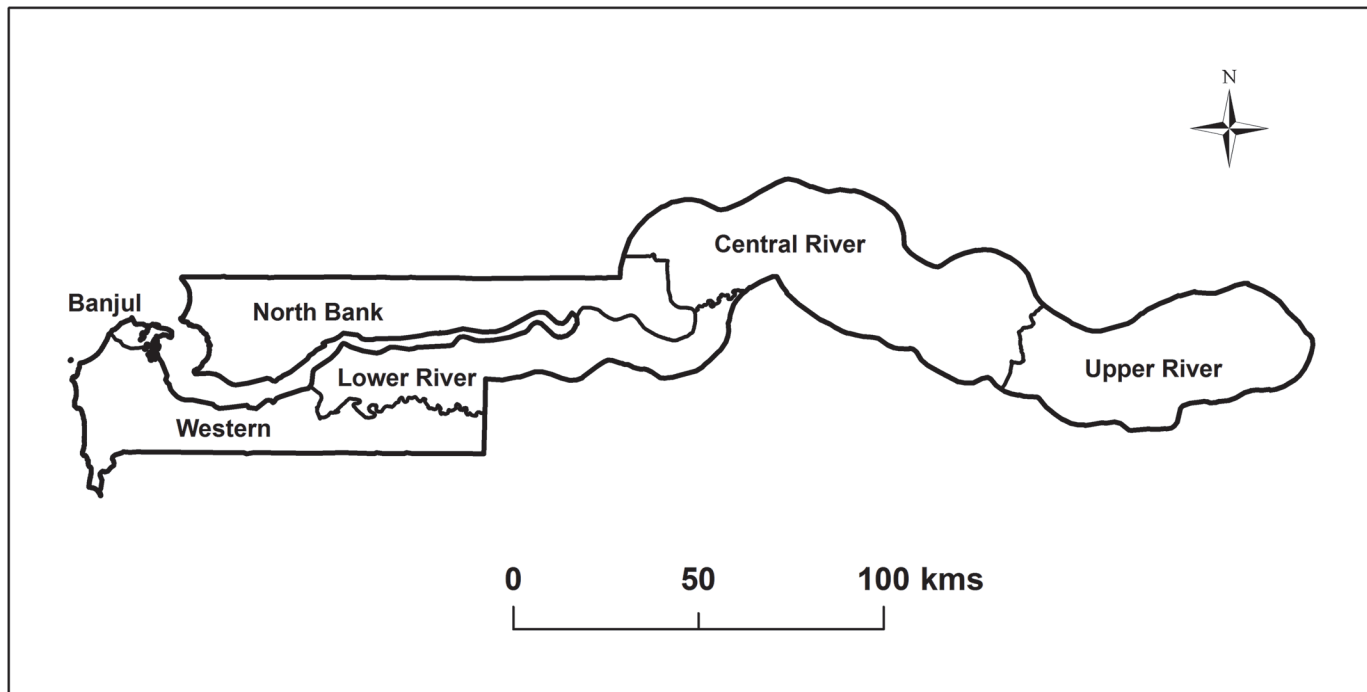 N
Central River
Banjul
North Bank
Upper River
Lower River
Western
0 50 100 kms